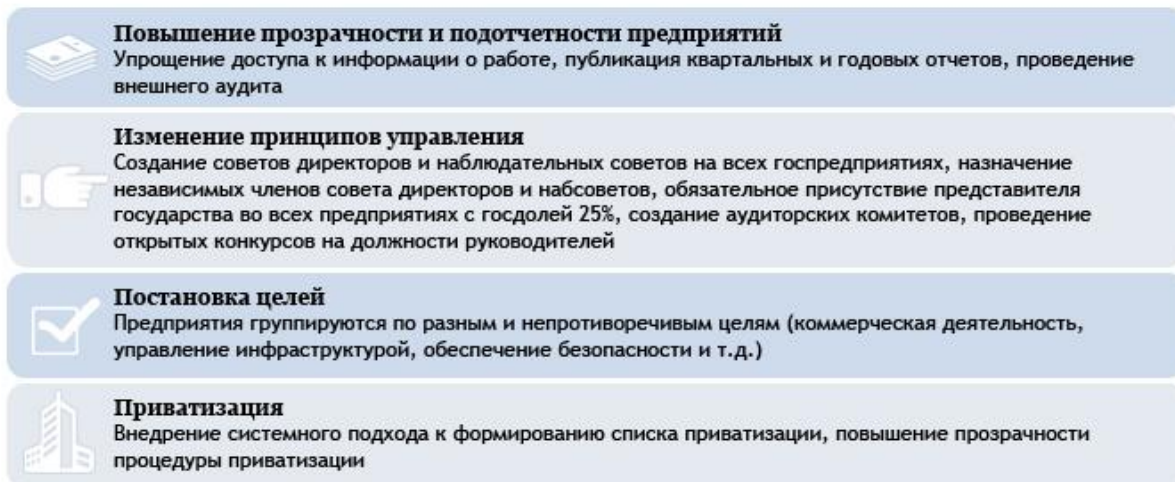 Повышение прозрачности и подотчетности предприятий
Упрощение доступа к информации о работе, публикация квартальных и годовых отчетов, проведение
внешнего аудита
Изменение принципов управления
Создание советов директоров и наблюдательных советов на всех госпредприятиях, назначение
независимых членов совета директоров и набсоветов, обязательное присутствие представителя
государства во всех предприятиях с госдолей 25%, создание аудиторских комитетов, проведение
открытых конкурсов на должности руководителей
Постановка целей
Предприятия группируются по разным и непротиворечивым целям (коммерческая деятельность,
управление инфраструктурой, обеспечение безопасности и т.д.)
Приватизация
Внедрение системного подхода к формированию списка приватизации, повышение прозрачности
процедуры приватизации